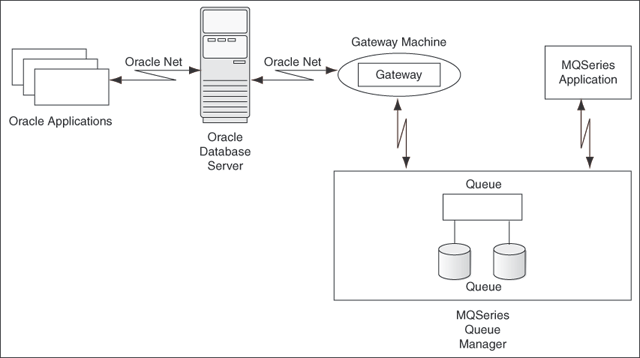 Oracle Applications
Oracle Net
Oracle
Database
Server
Oracle Net
Gateway Machine
Gateway
MQSeries
Application
Queue
Queue
MQSeries
Queue
Manager